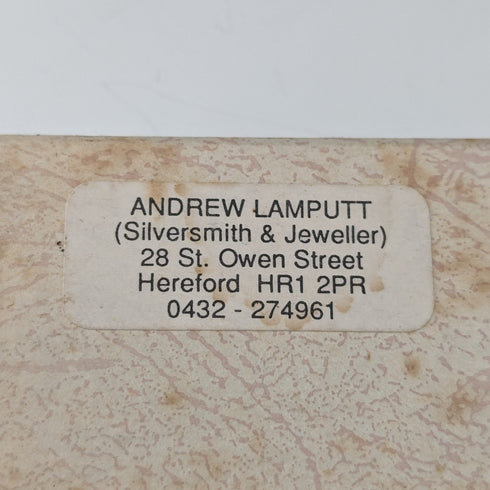 ANDREW LAMPUTT
(Silversmith & Jeweller)
28 St. Owen Street
Hereford HR1 2PR
0432 - 274961